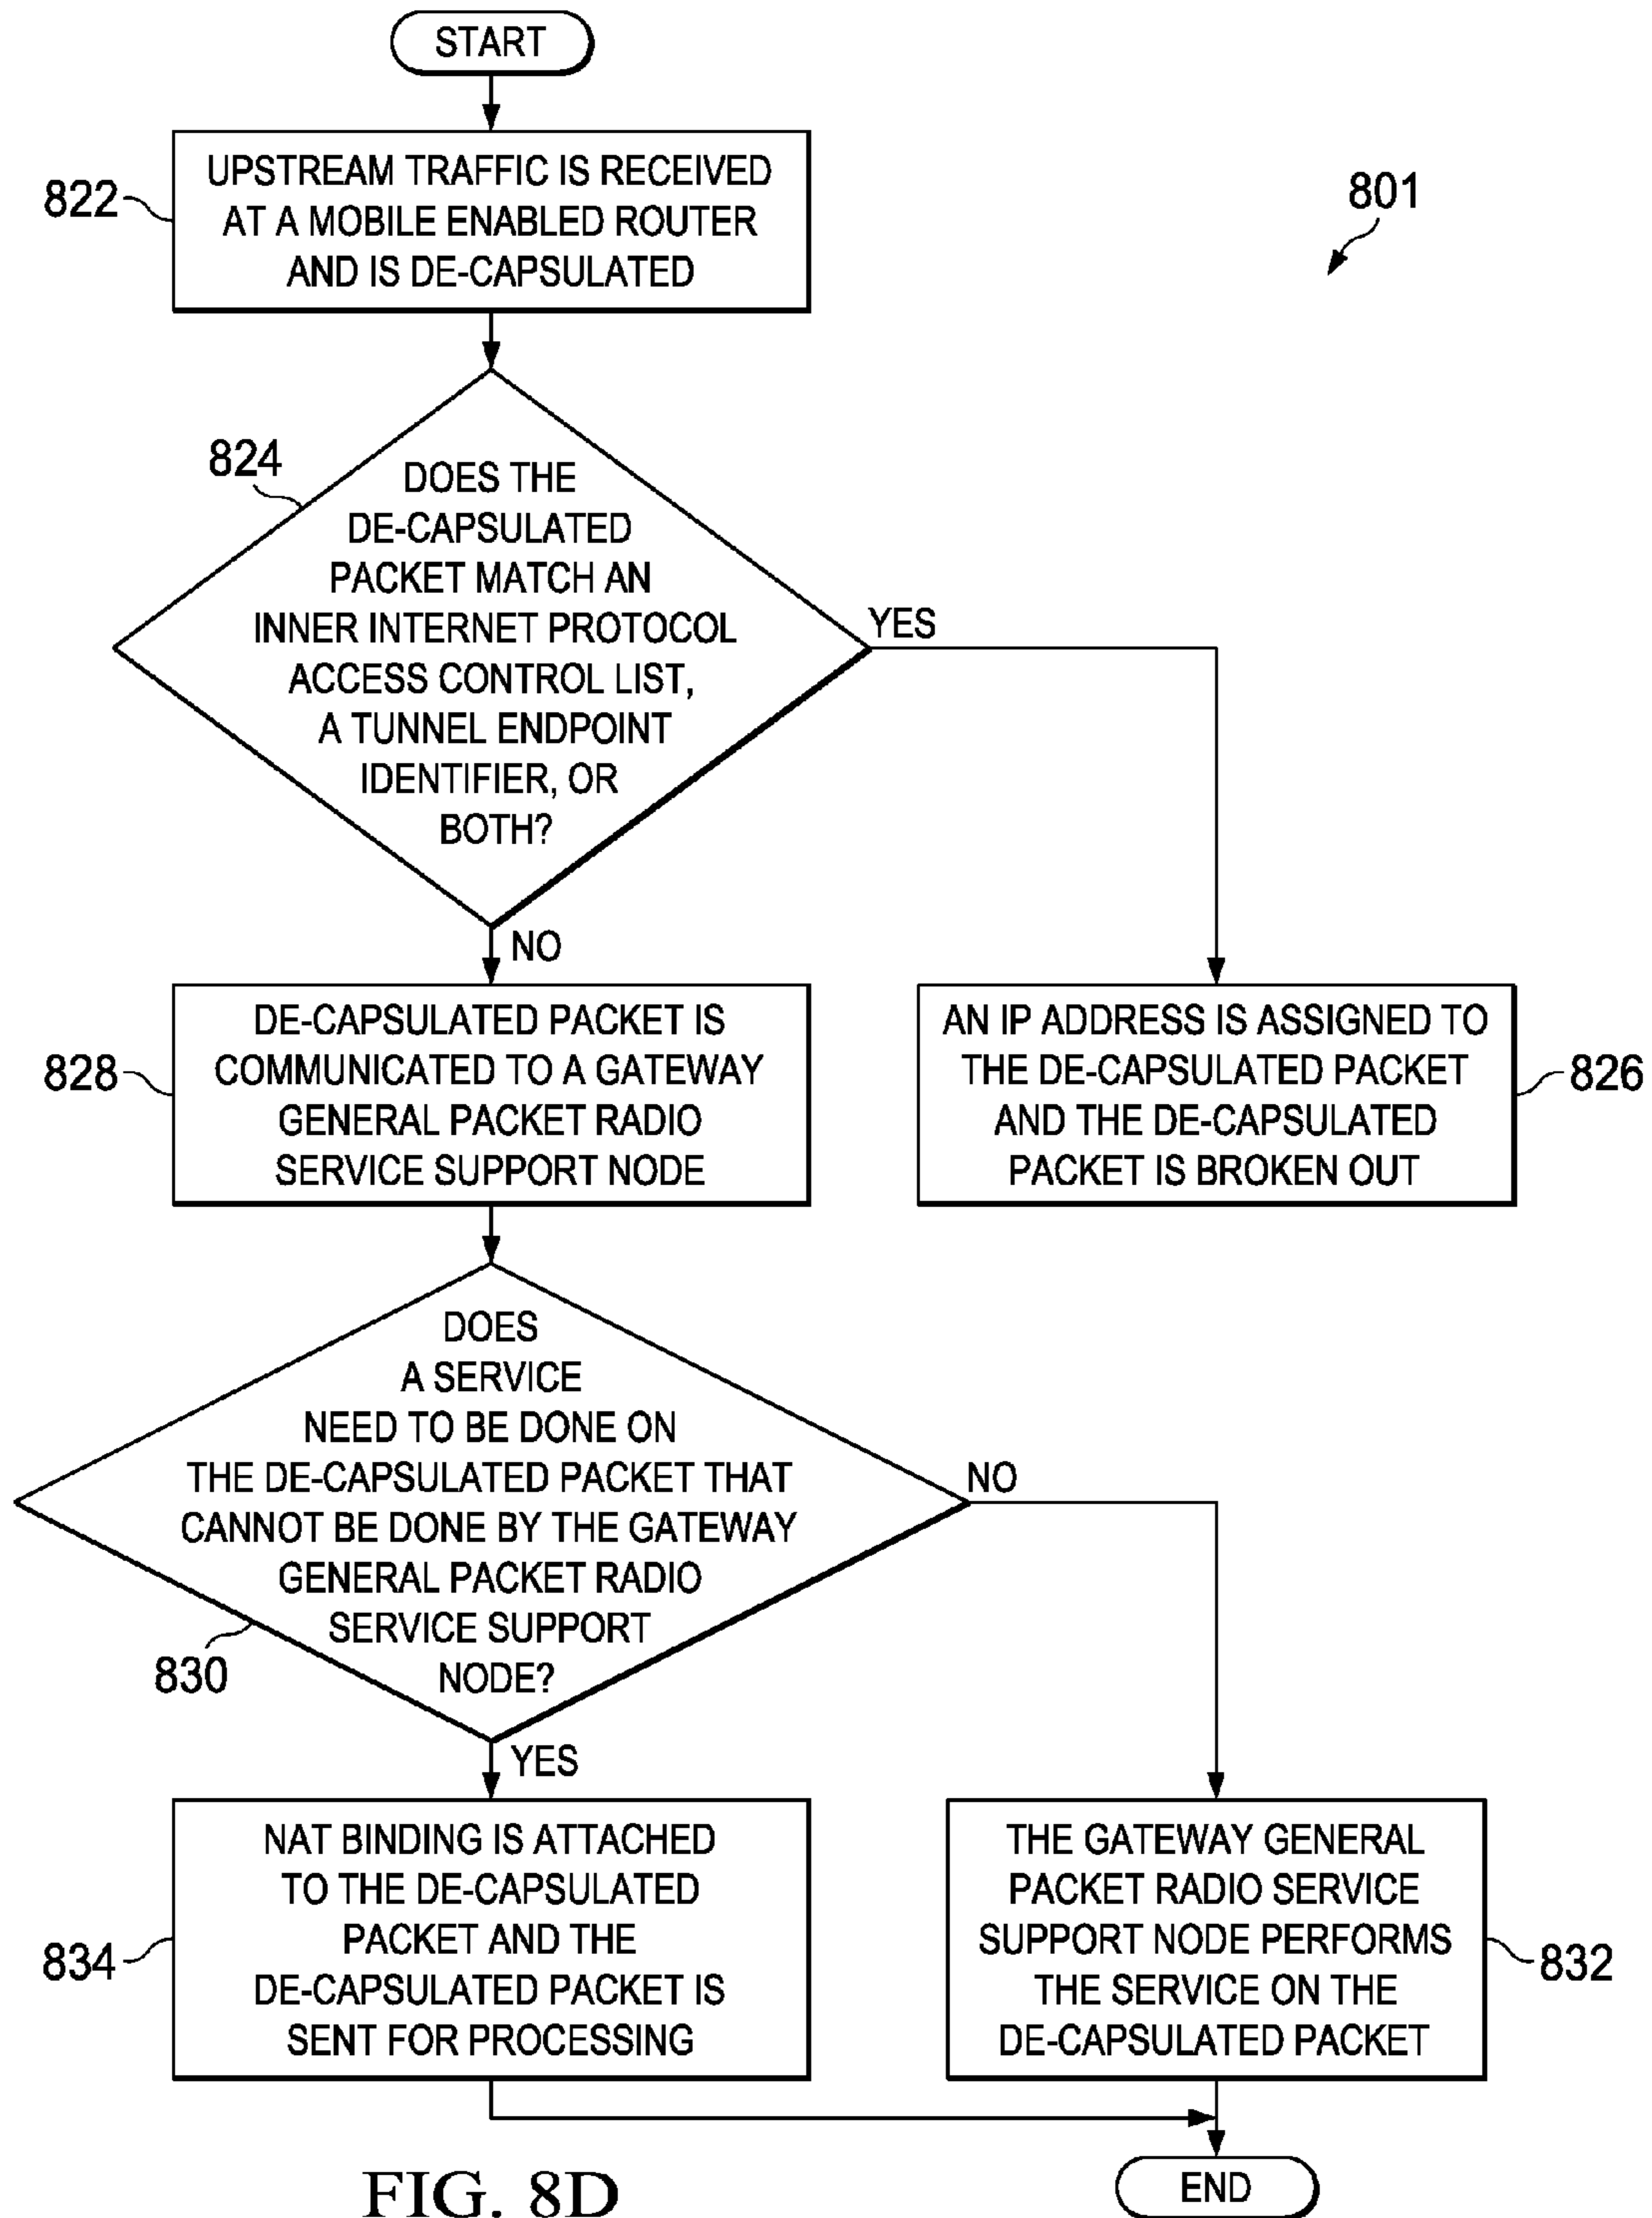 START
822
UPSTREAM TRAFFIC IS RECEIVED
AT A MOBILE ENABLED ROUTER
AND IS DE-CAPSULATED
801
824
DOES THE
DE-CAPSULATED
PACKET MATCH AN
INNER INTERNET PROTOCOL
ACCESS CONTROL LIST,
A TUNNEL ENDPOINT
IDENTIFIER, OR
BOTH?
YES
NO
828
DE-CAPSULATED PACKET IS
COMMUNICATED TO A GATEWAY
GENERAL PACKET RADIO
SERVICE SUPPORT NODE
AN IP ADDRESS IS ASSIGNED TO
THE DE-CAPSULATED PACKET
AND THE DE-CAPSULATED
PACKET IS BROKEN OUT
826
DOES
A SERVICE
NEED TO BE DONE ON
THE DE-CAPSULATED PACKET THAT
CANNOT BE DONE BY THE GATEWAY
GENERAL PACKET RADIO
SERVICE SUPPORT
NODE?
830
NO
YES
834
NAT BINDING IS ATTACHED
TO THE DE-CAPSULATED
PACKET AND THE
DE-CAPSULATED PACKET IS
SENT FOR PROCESSING
THE GATEWAY GENERAL
PACKET RADIO SERVICE
SUPPORT NODE PERFORMS
THE SERVICE ON THE
DE-CAPSULATED PACKET
832
END
FIG. 8D